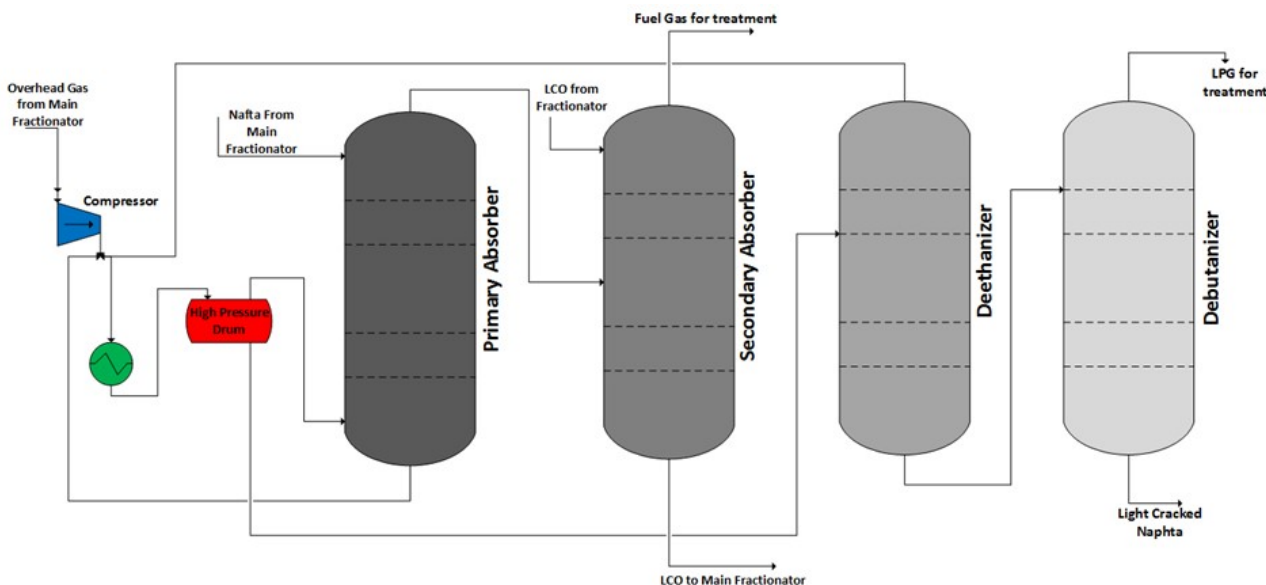 Fuel Gas for treatment
Overhead Gas
from Main
Fractionator
Nafta From
Main
Fractionator
LCO from
Fractionator
LPG for
treatment
Compressor
High Pressure
Drum
Primary Absorber
Secondary Absorber
Deethanizer
Debutanizer
Light Cracked
Naphta
LCO to Main Fractionator